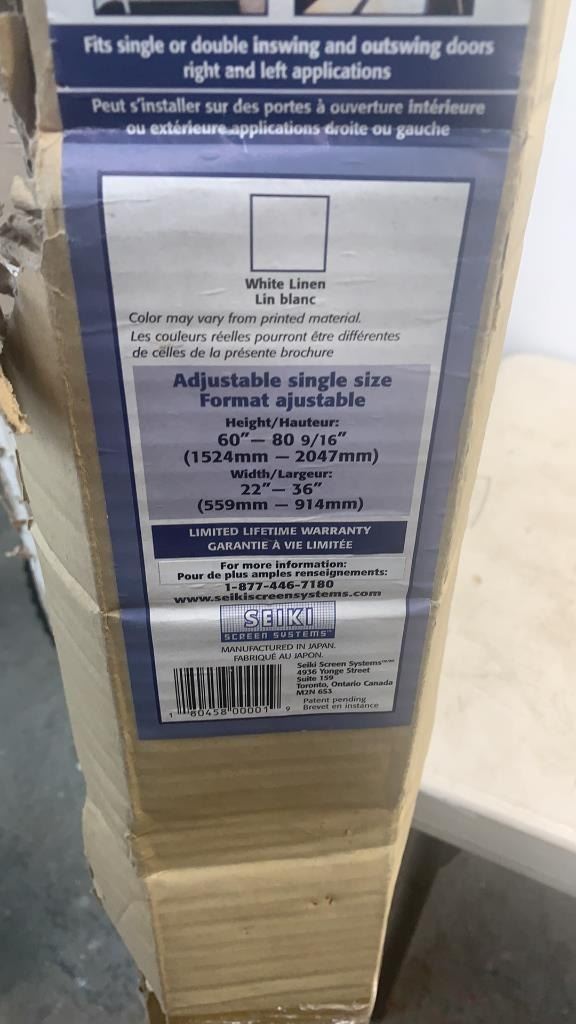 Fits single or double inswing and outswing doors
right and left applications
Peut s'installer sur des portes à ouverture intérieure
ou extérieure applications droite ou gauche
White Linen
Lin blanc
Color may vary from printed material.
Les couleurs réelles pourront être différentes
de celles de la présente brochure
Adjustable single size
Format ajustable
Height/Hauteur:
60"— 80 9/16"
(1524mm — 2047mm)
Width/Largeur:
22"— 36"
(559mm — 914mm)
LIMITED LIFETIME WARRANTY
GARANTIE À VIE LIMITÉE
For more information:
Pour de plus amples renseignements:
1-877-446-7180
www.seikiscreensystems.com
SEIKI
SCREEN SYSTEMS™
MANUFACTURED IN JAPAN.
FABRIQUÉ AU JAPON.
Seiki Screen Systems
4936 Yonge Street
Suite 159
Toronto, Ontario Canada
M2N 6S3
Patent pending
Brevet en instance
1 80458 00001 9